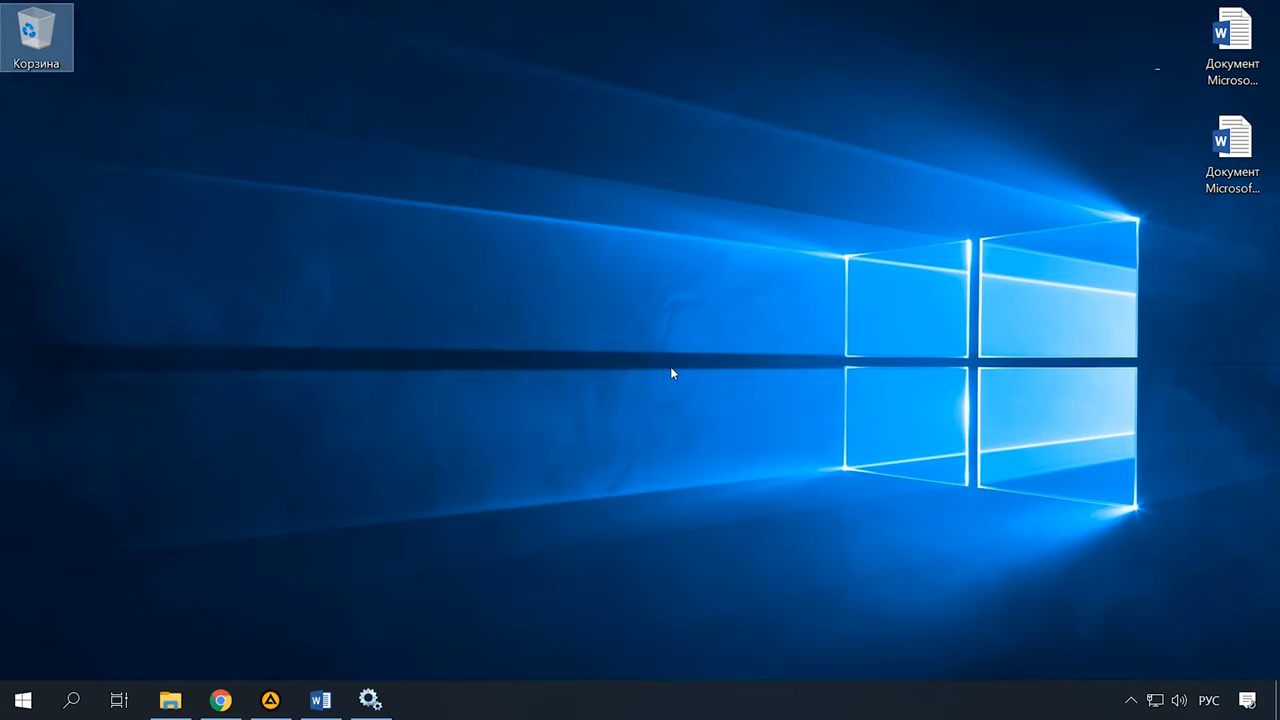 Корзина
W
Документ
Microso...
W
Документ
Microsof...
W
РУС